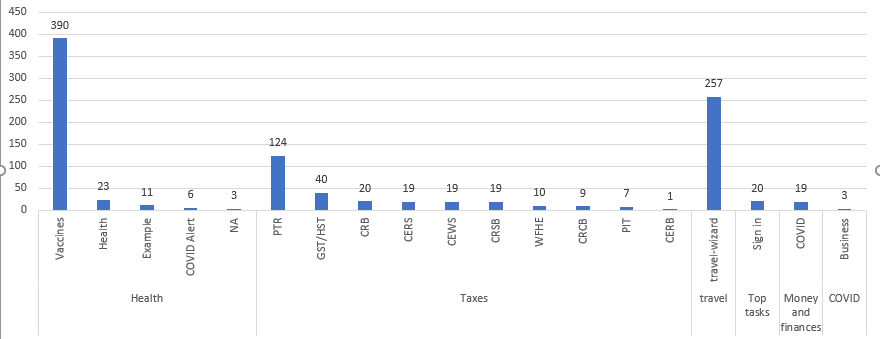 450
400
350
300
250
200
150
100
50
0
390
23
11
6
3
124
40
20
19
19
19
10
9
7
1
257
20
19
3
Vaccines
Health
Example
COVID Alert
NA
PTR
GST/HST
CRB
CERS
CEWS
CRSB
WFHE
CRCB
PIT
CERB
travel-wizard
Sign in
COVID
Business
Health
Taxes
travel
Top
tasks
Money
and
finances
COVID